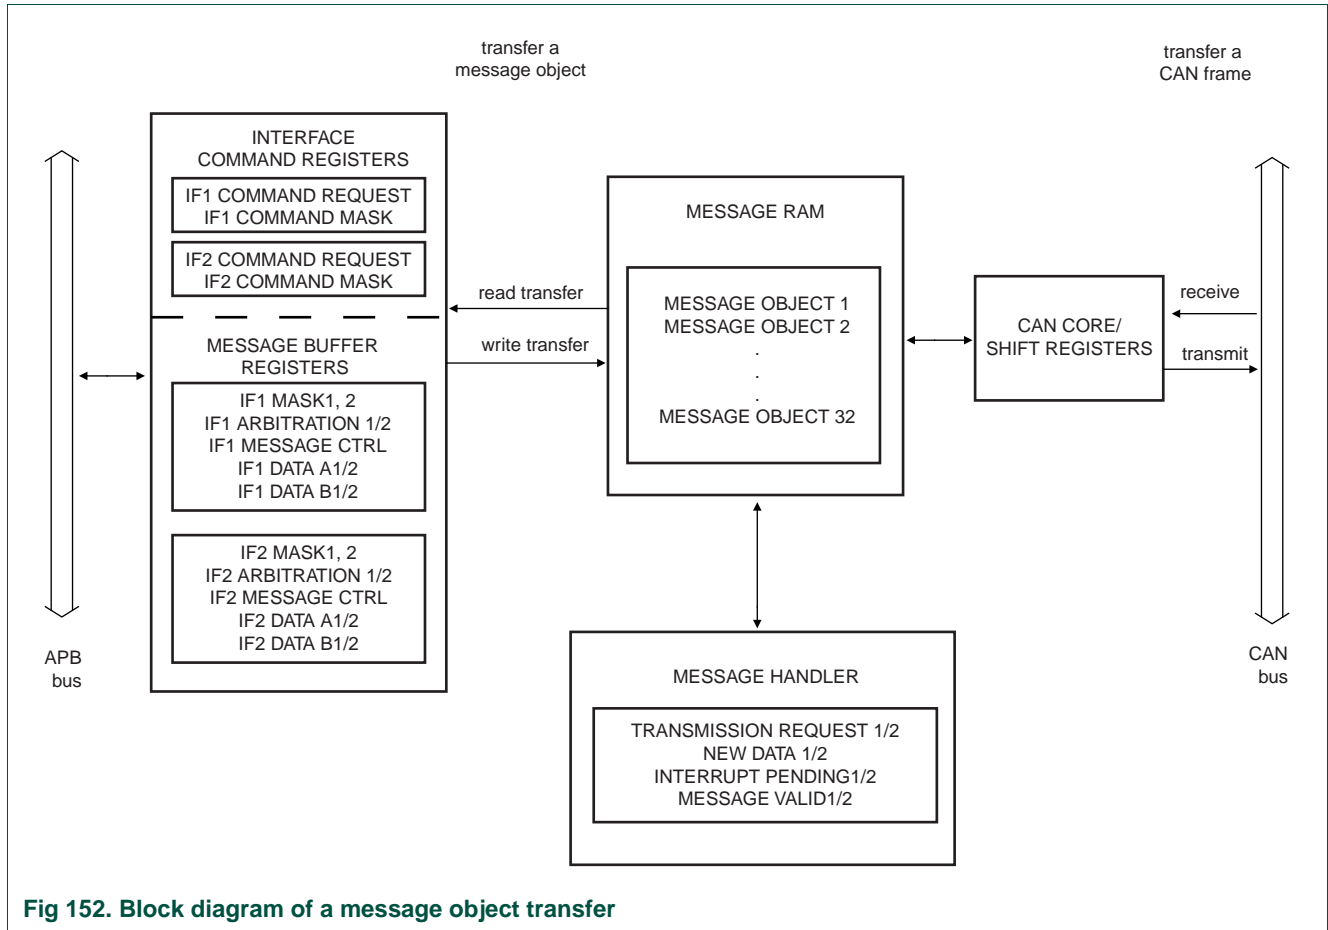 transfer a
message object
transfer a
CAN frame
INTERFACE
COMMAND REGISTERS
IF1 COMMAND REQUEST
IF1 COMMAND MASK
IF2 COMMAND REQUEST
IF2 COMMAND MASK
MESSAGE BUFFER
REGISTERS
IF1 MASK1, 2
IF1 ARBITRATION 1/2
IF1 MESSAGE CTRL
IF1 DATA A1/2
IF1 DATA B1/2
IF2 MASK1, 2
IF2 ARBITRATION 1/2
IF2 MESSAGE CTRL
IF2 DATA A1/2
IF2 DATA B1/2
APB
bus
read transfer
write transfer
MESSAGE RAM
MESSAGE OBJECT 1
MESSAGE OBJECT 2
.
.
.
MESSAGE OBJECT 32
CAN CORE/
SHIFT REGISTERS
receive
transmit
CAN
bus
MESSAGE HANDLER
TRANSMISSION REQUEST 1/2
NEW DATA 1/2
INTERRUPT PENDING1/2
MESSAGE VALID1/2
Fig 152. Block diagram of a message object transfer